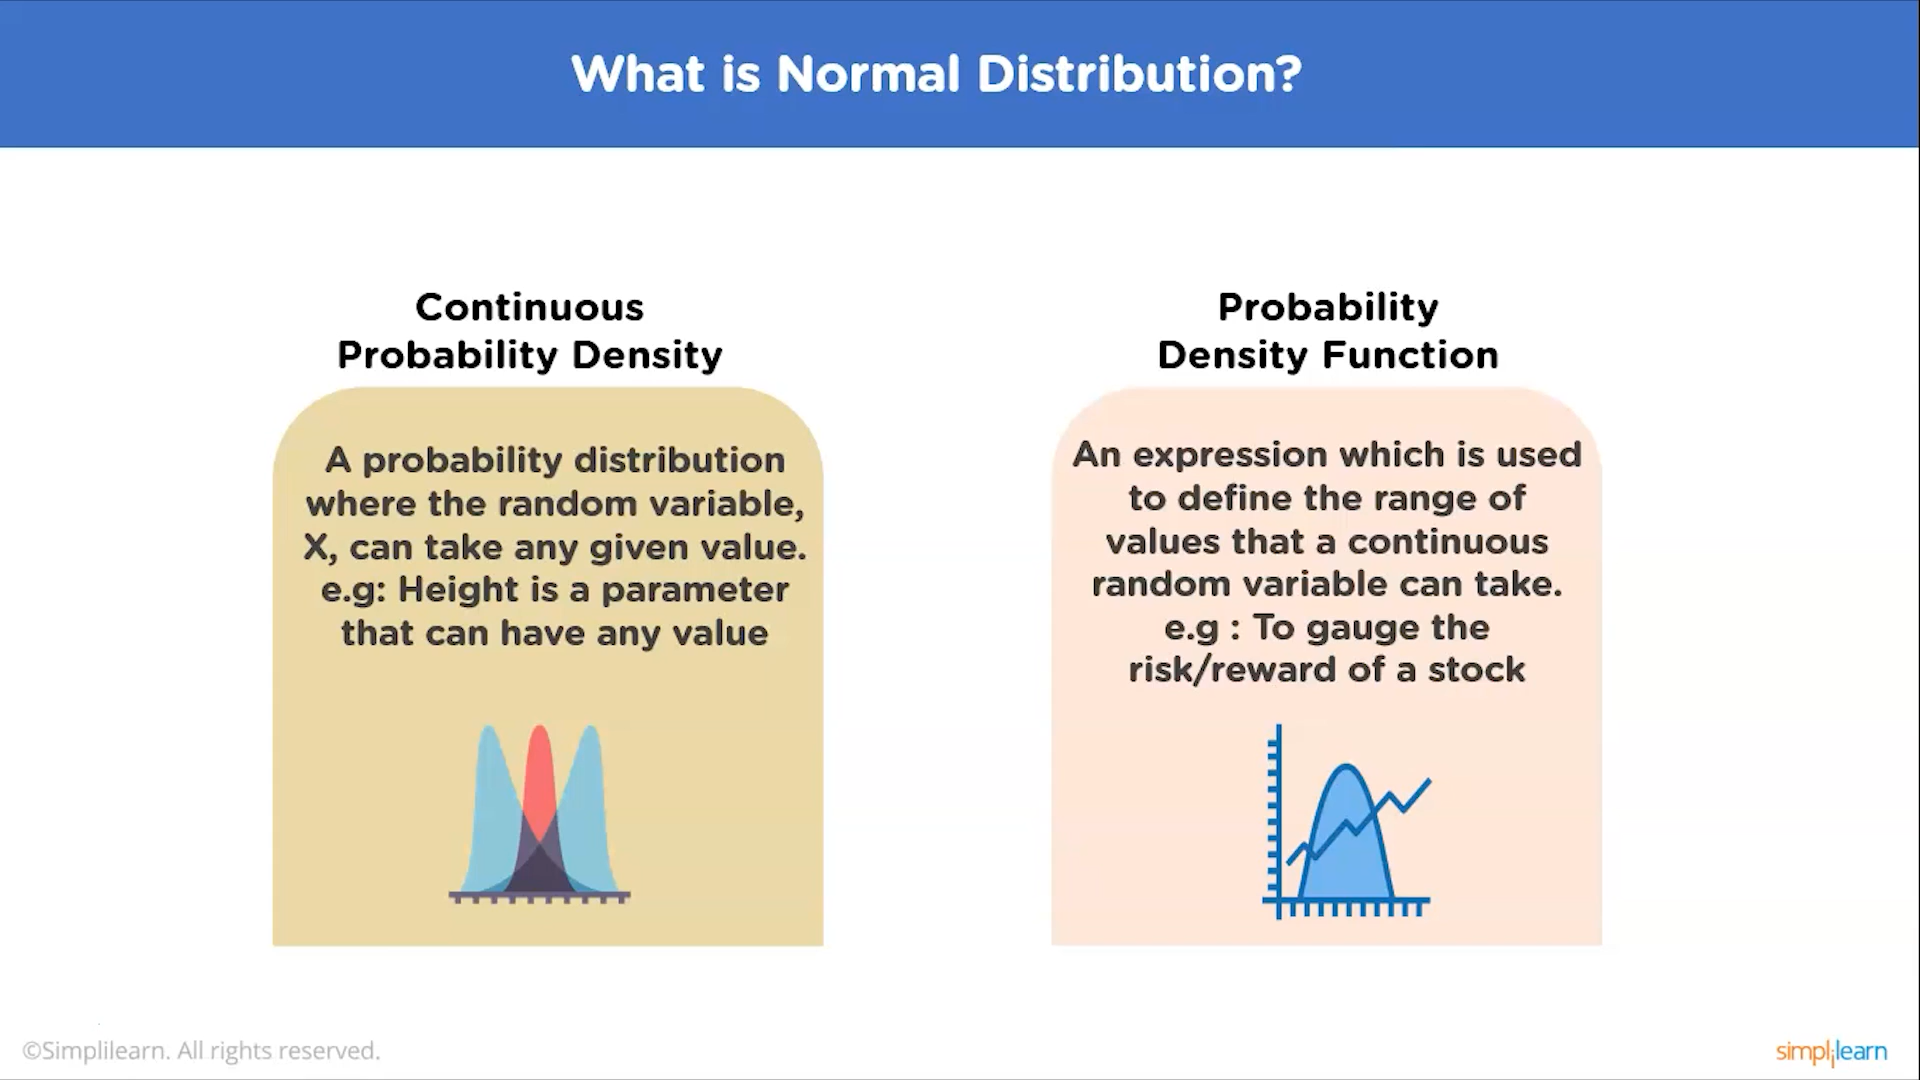 What is Normal Distribution?
Continuous
Probability Density
A probability distribution
where the random variable,
X, can take any given value.
e.g: Height is a parameter
that can have any value
Probability
Density Function
An expression which is used
to define the range of
values that a continuous
random variable can take.
e.g : To gauge the
risk/reward of a stock
©Simplilearn. All rights reserved.
simplilearn